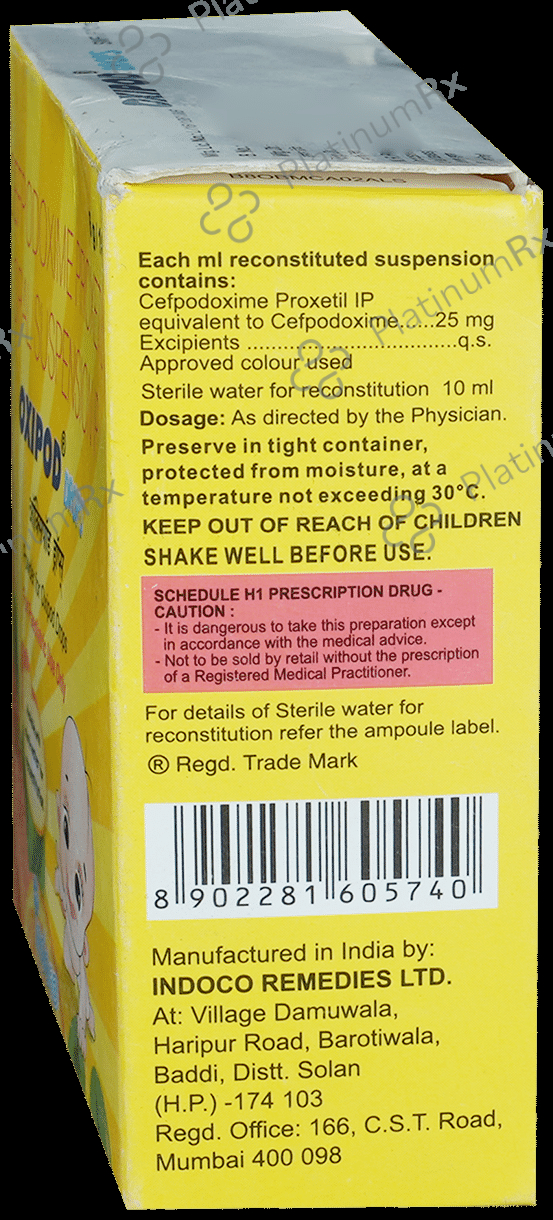 B8OBMCA02ALS
Each ml reconstituted suspension
contains:
Cefpodoxime Proxetil IP
equivalent to Cefpodoxime......25 mg
Excipients ......................................q.s.
Approved colour used
Sterile water for reconstitution 10 ml
Dosage: As directed by the Physician.
Preserve in tight container,
protected from moisture, at a
temperature not exceeding 30°C.
KEEP OUT OF REACH OF CHILDREN
SHAKE WELL BEFORE USE.
SCHEDULE H1 PRESCRIPTION DRUG -
CAUTION :
- It is dangerous to take this preparation except
in accordance with the medical advice.
- Not to be sold by retail without the prescription
of a Registered Medical Practitioner.
For details of Sterile water for
reconstitution refer the ampoule label.
® Regd. Trade Mark
8 902281 605740
Manufactured in India by:
INDOCO REMEDIES LTD.
At: Village Damuwala,
Haripur Road, Barotiwala,
Baddi, Distt. Solan
(H.P.) -174 103
Regd. Office: 166, C.S.T. Road,
Mumbai 400 098
OXIPOD®
PlatinumRx
PlatinumRx
PlatinumRx